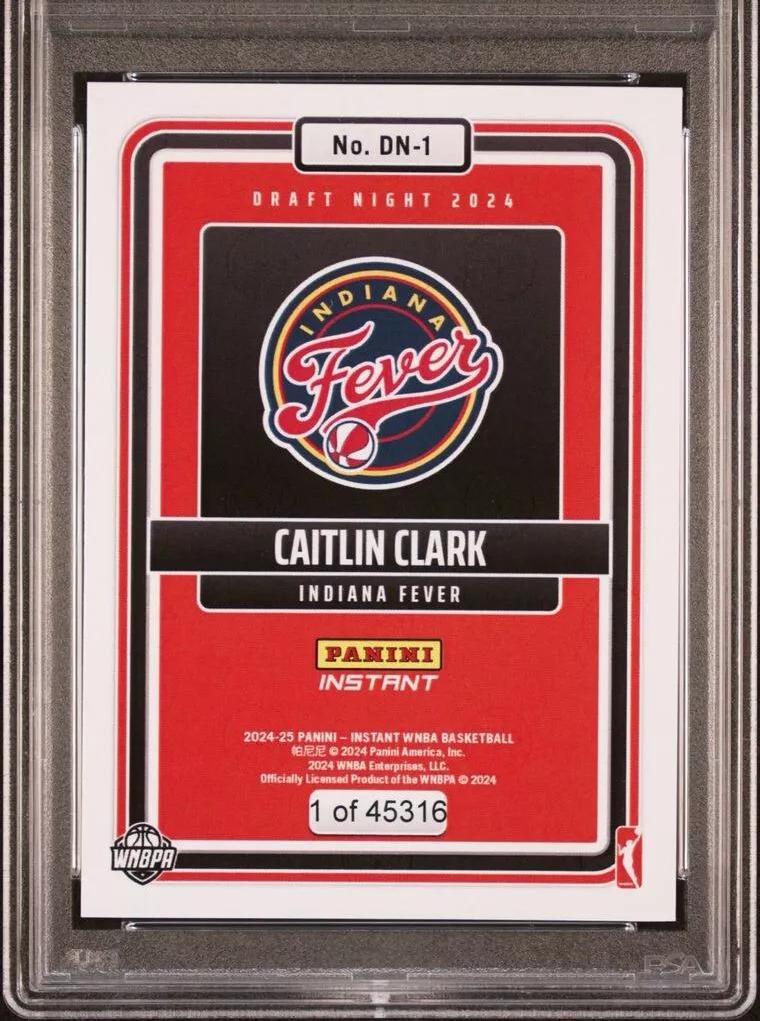 No. DN-1
DRAFT NIGHT 2024
INDIANA
Fever
CAITLIN CLARK
INDIANA FEVER
PANINI
INSTANT
2024-25 PANINI – INSTANT WNBA BASKETBALL
帕尼尼 © 2024 Panini America, Inc.
2024 WNBA Enterprises, LLC.
Officially Licensed Product of the WNBPA © 2024
1 of 45316
WNBPA
PSA